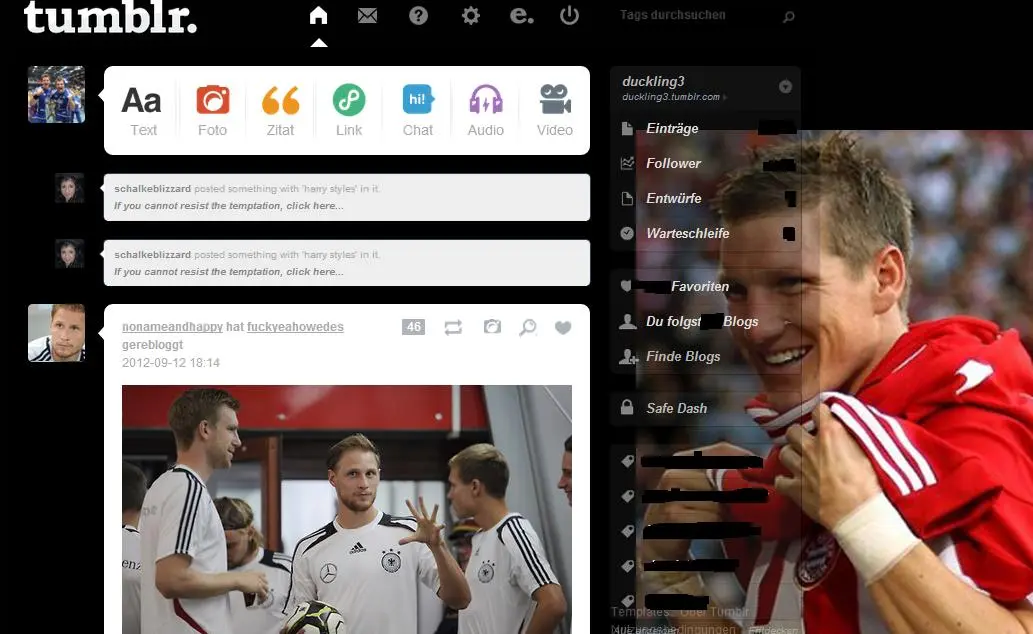 tumblr.
e.
Tags durchsuchen
Aa
hi!
Text
Foto
Zitat
Link
Chat
Audio
Video
schalkeblizzard posted something with 'harry styles' in it.
If you cannot resist the temptation, click here...
schalkeblizzard posted something with 'harry styles' in it.
If you cannot resist the temptation, click here...
nonameandhappy hat fuckyeahowedes
gerebloggt
46
2012-09-12 18:14
adidas
duckling3
duckling3.tumblr.com
Einträge
Follower
Entwürfe
Warteschleife
Favoriten
Du folgst Blogs
Finde Blogs
Safe Dash
Templates Über Tumblr
Entdecken